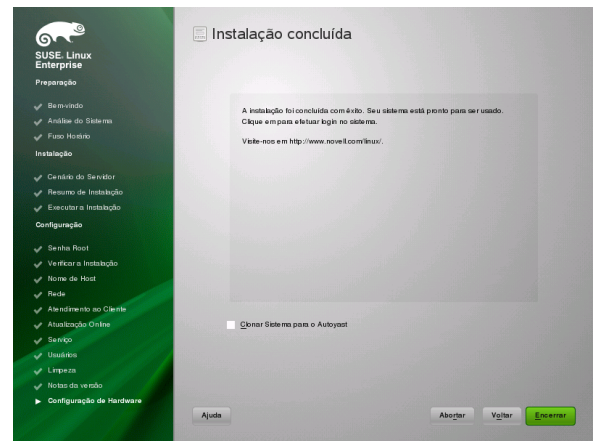 SUSE. Linux
Enterprise
Preparação
Bem-vindo
Análise do Sistema
Fuso Horário
Instalação
Cenário do Servidor
Resumo de Instalação
Executar a Instalação
Configuração
Senha Root
Verificar a Instalação
Nome de Host
Rede
Atendimento ao Cliente
Atualização Online
Serviço
Usuários
Limpeza
Notas da versão
Configuração de Hardware
Instalação concluída
A instalação foi concluída com êxito. Seu sistema está pronto para ser usado.
Clique em para efetuar login no sistema.
Visite-nos em http://www.novell.com/linux/.
Clonar Sistema para o Autoyast
Ajuda
Abortar
Voltar
Encerrar